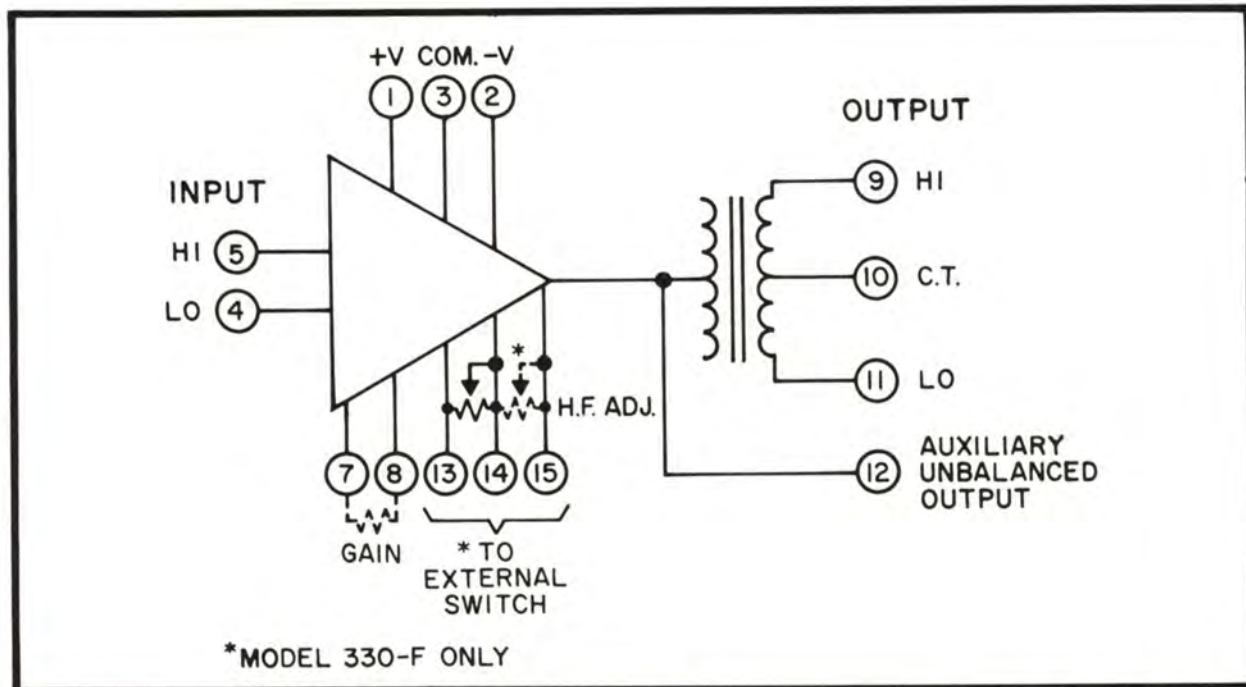 +V COM. -V
1 3 2
OUTPUT
INPUT
9 HI
HI 5
10 C.T.
LO 4
11 LO
*
H.F. ADJ.
7 8 13 14 15
12 AUXILIARY
UNBALANCED
OUTPUT
GAIN
* TO
EXTERNAL
SWITCH
*MODEL 330-F ONLY